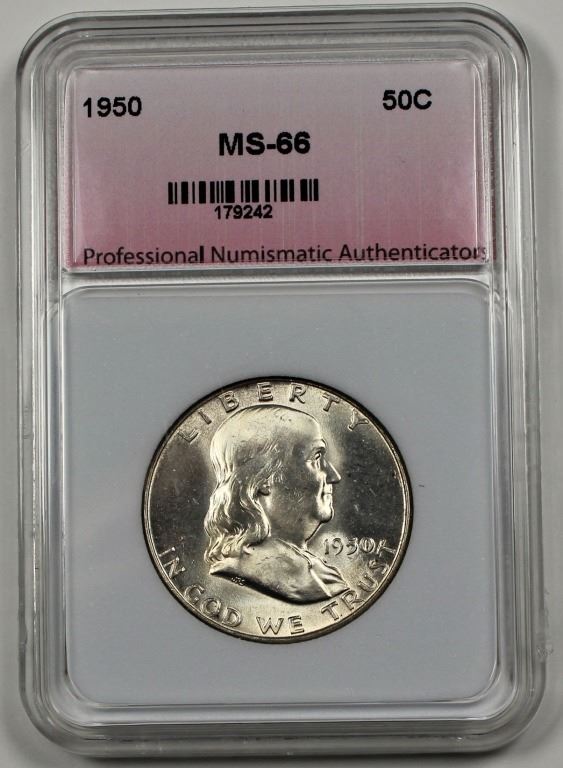 1950 50C
MS-66
179242
Professional Numismatic Authenticators
LIBERTY
1950
IN GOD WE TRUST